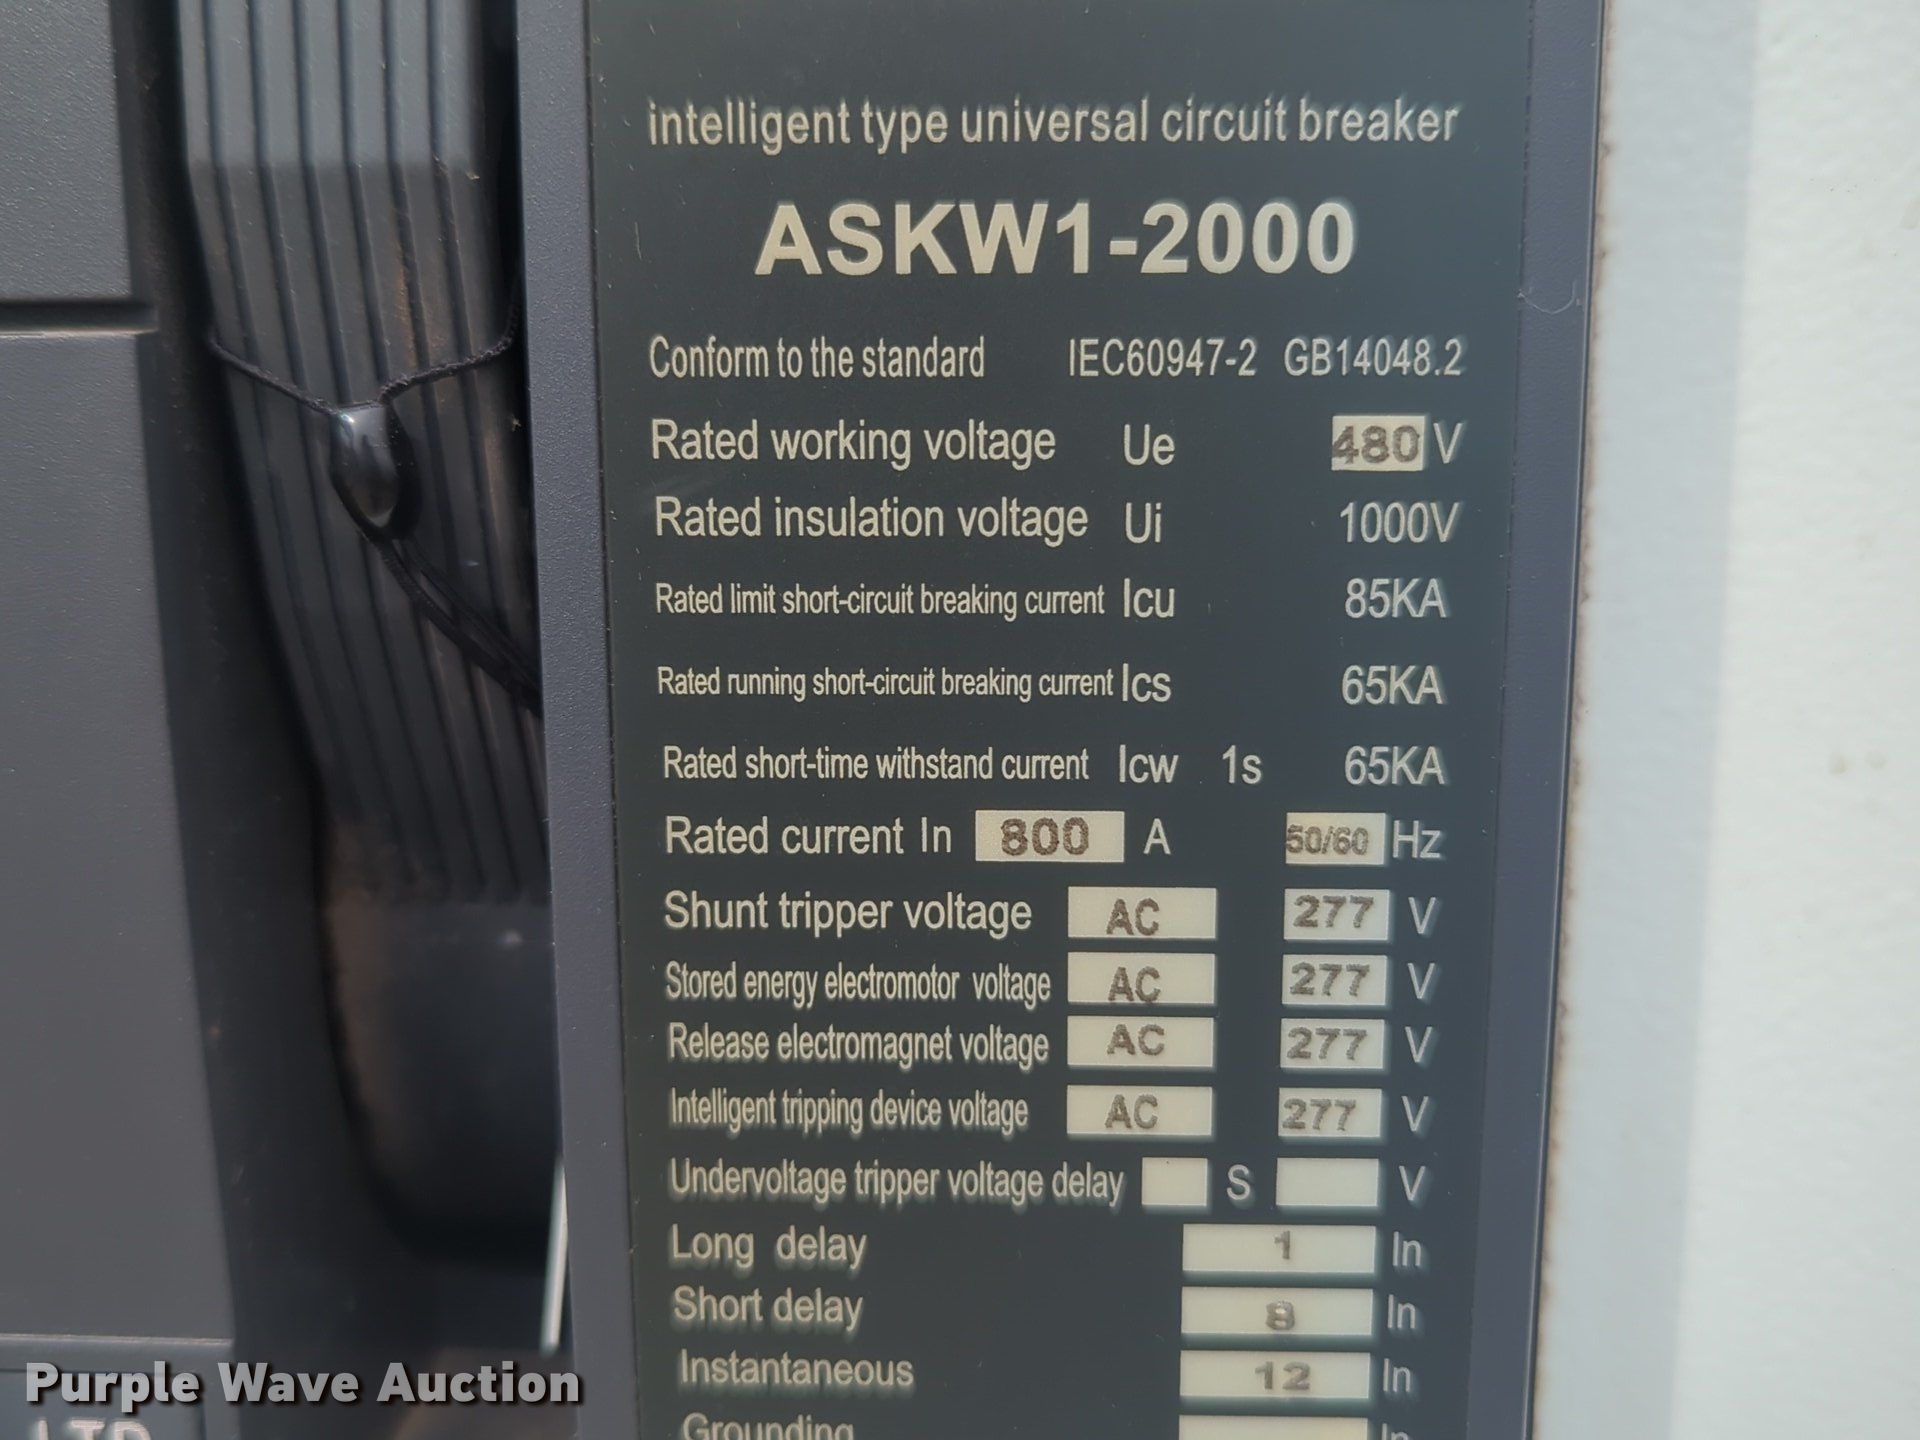 intelligent type universal circuit breaker
ASKW1-2000
Conform to the standard IEC60947-2 GB14048.2
Rated working voltage Ue 480 V
Rated insulation voltage Ui 1000V
Rated limit short-circuit breaking current Icu 85KA
Rated running short-circuit breaking current Ics 65KA
Rated short-time withstand current Icw 1s 65KA
Rated current In 800 A 50/60 Hz
Shunt tripper voltage AC 277 V
Stored energy electromotor voltage AC 277 V
Release electromagnet voltage AC 277 V
Intelligent tripping device voltage AC 277 V
Undervoltage tripper voltage delay S V
Long delay 1 In
Short delay 8 In
Instantaneous 12 In
Grounding In
Purple Wave Auction
LTD